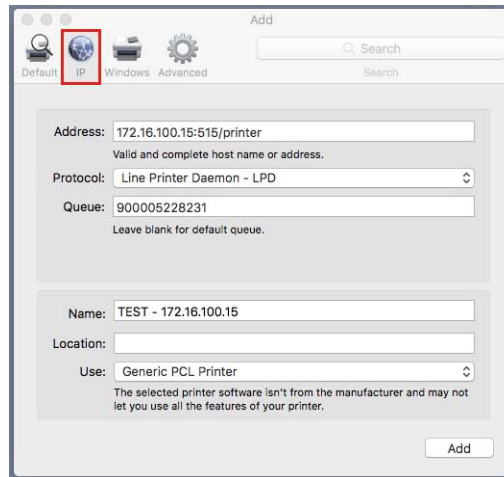 Add
Default IP Windows Advanced
Search
Search
Address: 172.16.100.15:515/printer
Valid and complete host name or address.
Protocol: Line Printer Daemon - LPD
Queue: 900005228231
Leave blank for default queue.
Name: TEST - 172.16.100.15
Location:
Use: Generic PCL Printer
The selected printer software isn't from the manufacturer and may not
let you use all the features of your printer.
Add